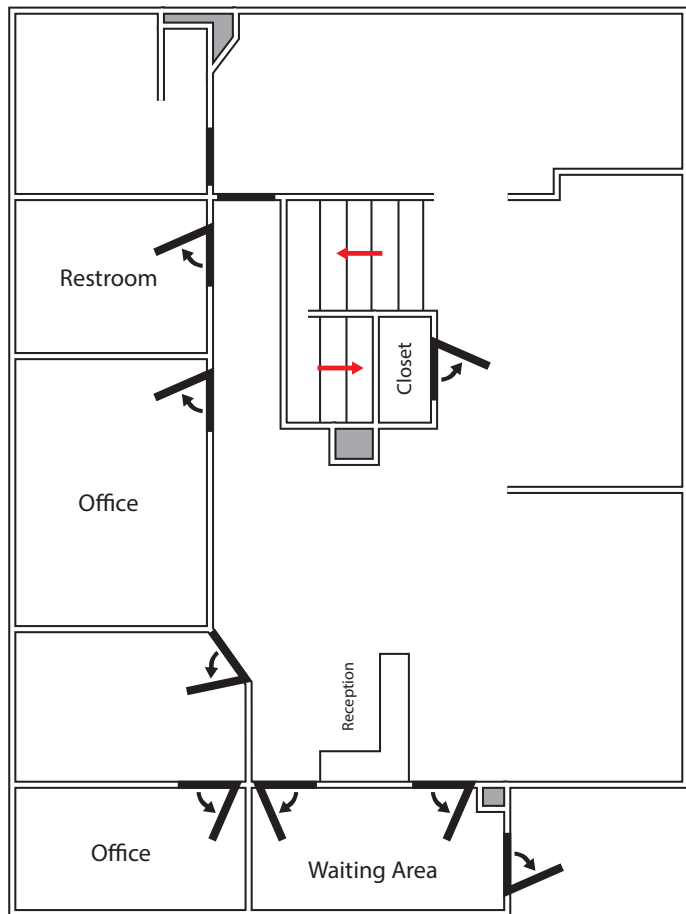 Restroom
Closet
Office
Reception
Office
Waiting Area